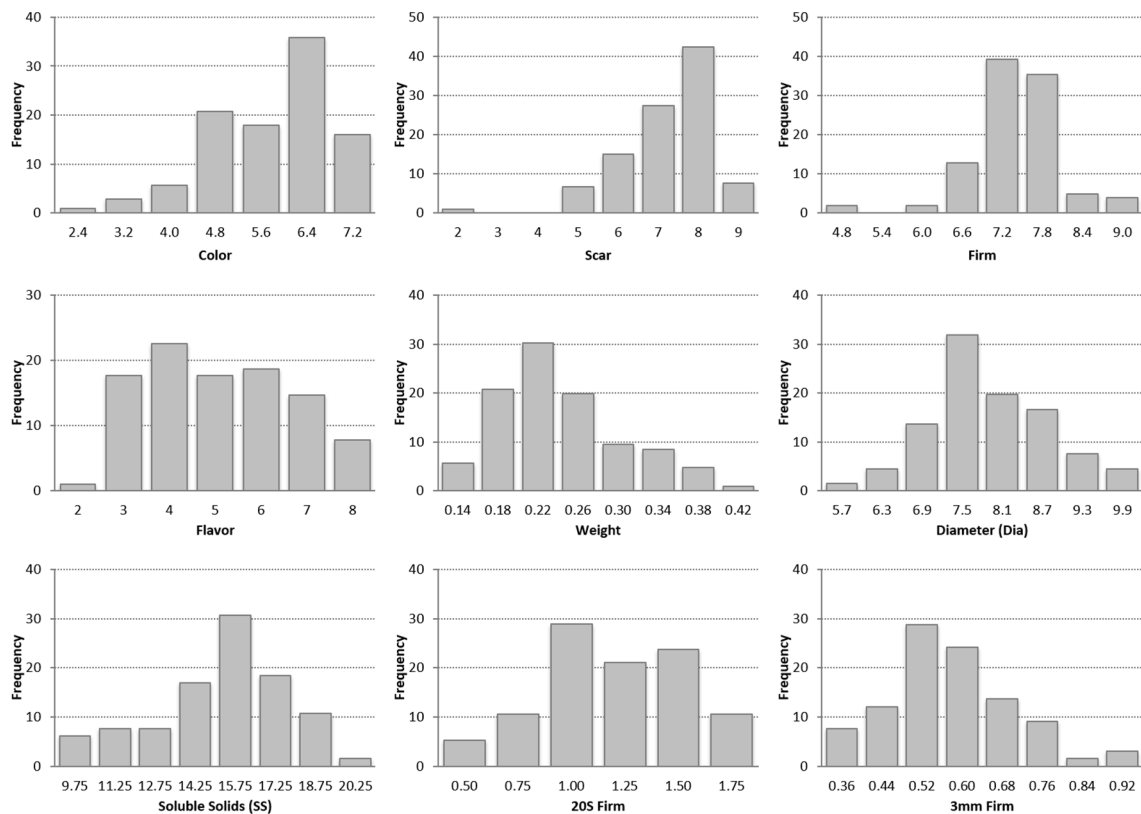 40
30
20
10
0
Frequency
2.4 3.2 4.0 4.8 5.6 6.4 7.2
Color
50
40
30
20
10
0
Frequency
2 3 4 5 6 7 8 9
Scar
50
40
30
20
10
0
Frequency
4.8 5.4 6.0 6.6 7.2 7.8 8.4 9.0
Firm
30
20
10
0
Frequency
2 3 4 5 6 7 8
Flavor
40
30
20
10
0
Frequency
0.14 0.18 0.22 0.26 0.30 0.34 0.38 0.42
Weight
40
30
20
10
0
Frequency
5.7 6.3 6.9 7.5 8.1 8.7 9.3 9.9
Diameter (Dia)
40
30
20
10
0
Frequency
9.75 11.25 12.75 14.25 15.75 17.25 18.75 20.25
Soluble Solids (SS)
40
30
20
10
0
Frequency
0.50 0.75 1.00 1.25 1.50 1.75
20S Firm
40
30
20
10
0
Frequency
0.36 0.44 0.52 0.60 0.68 0.76 0.84 0.92
3mm Firm